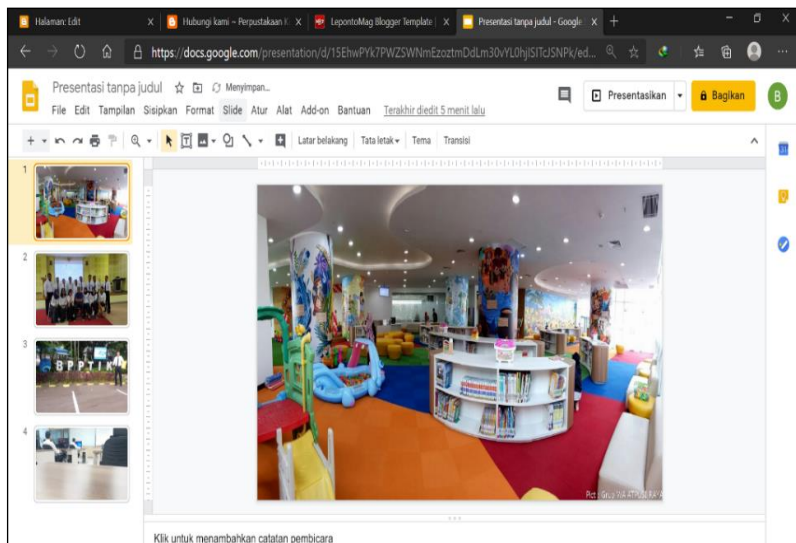 Halaman: Edit
Hubungi kami – Perpustakaan K
LepontoMag Blogger Template |
Presentasi tanpa judul - Google
https://docs.google.com/presentation/d/15EhwPYk7PWZSWNmEzoztmDdLm30vYL0hjlSITcJSNPk/ed...
Presentasi tanpa judul
Menyimpan...
Presentasikan
Bagikan
B
File Edit Tampilan Sisipkan Format Slide Atur Alat Add-on Bantuan Terakhir diedit 5 menit lalu
Latar belakang Tata letak Tema Transisi
1
2
3
BPPTIK
4
Klik untuk menambahkan catatan pembicara